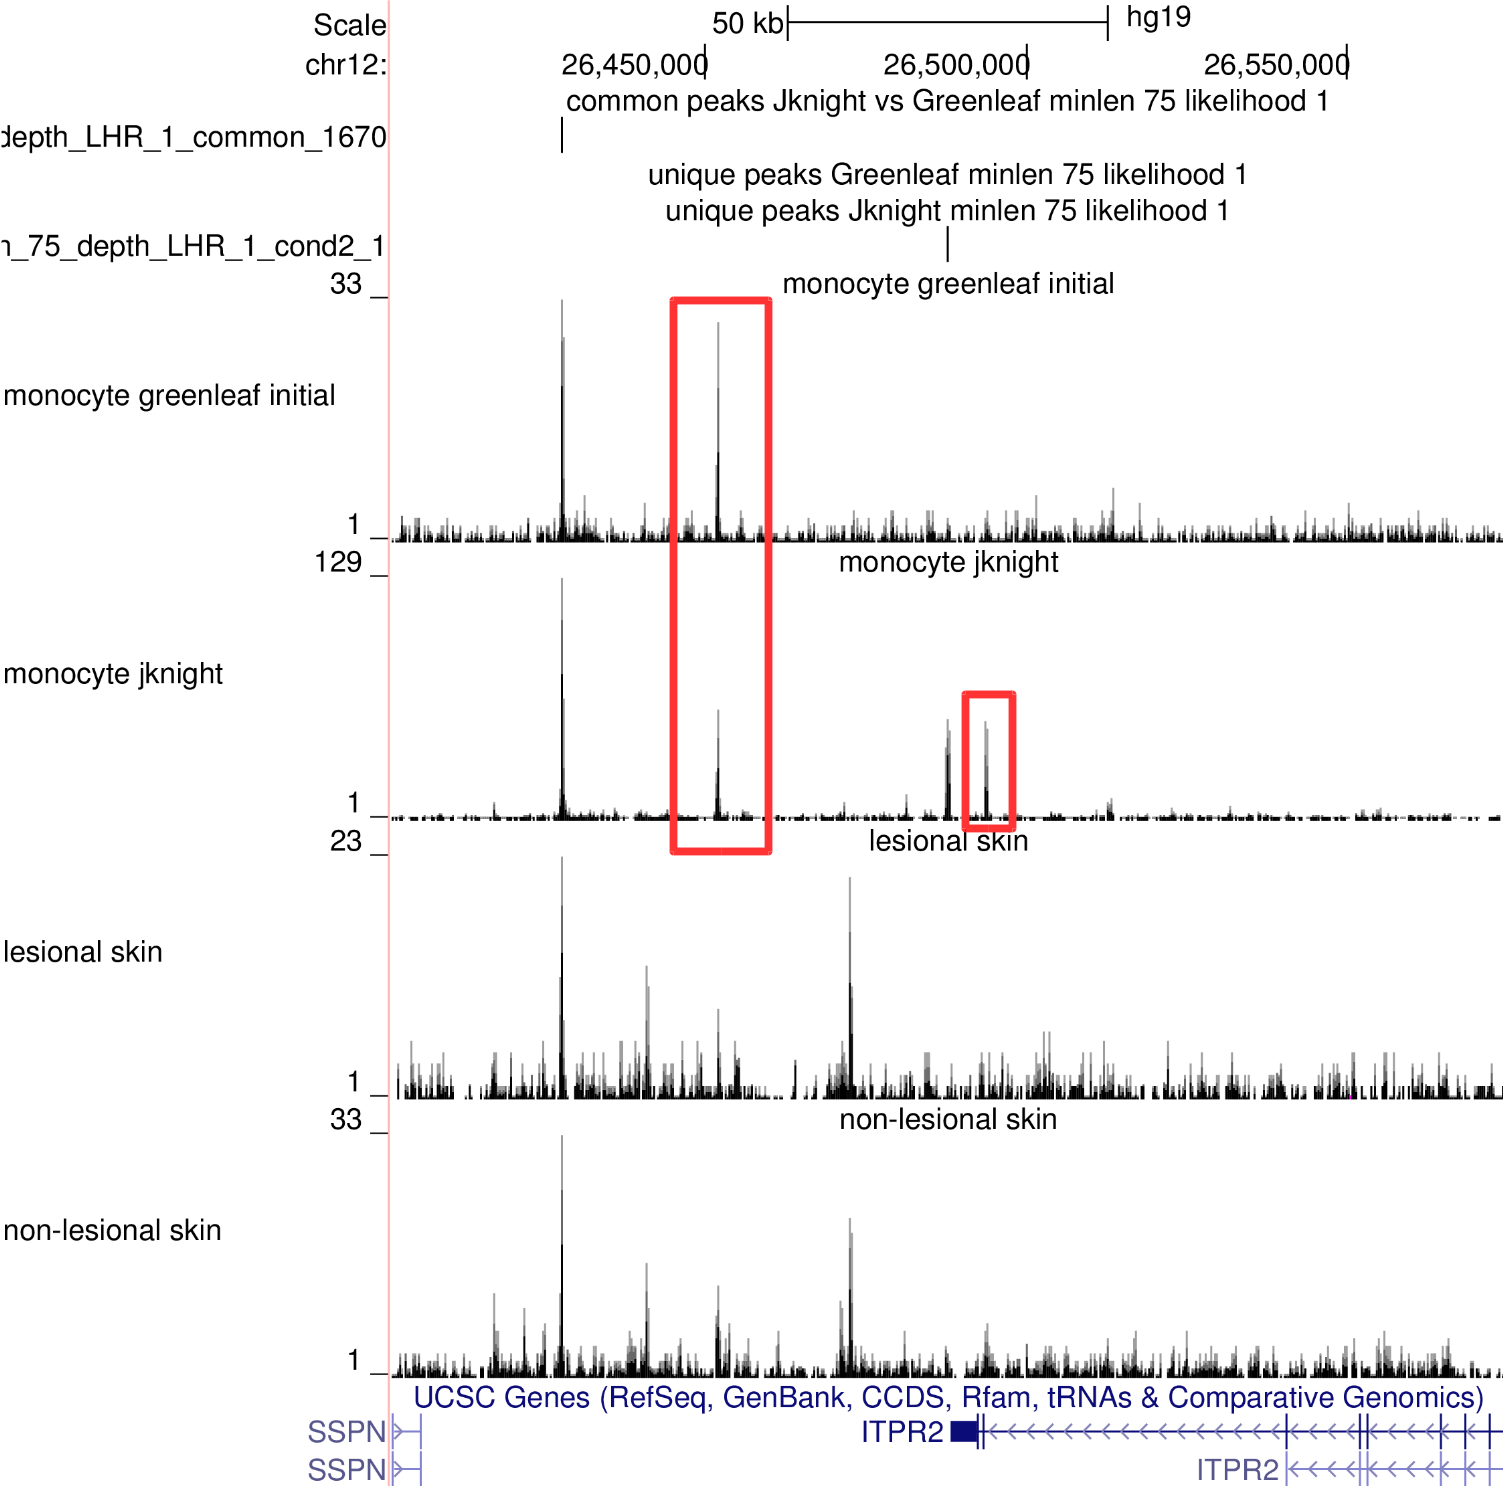 Scale 50 kb hg19
chr12: 26,450,000 26,500,000 26,550,000
common peaks Jknight vs Greenleaf minlen 75 likelihood 1
depth_LHR_1_common_1670
unique peaks Greenleaf minlen 75 likelihood 1
unique peaks Jknight minlen 75 likelihood 1
_75_depth_LHR_1_cond2_1
monocyte greenleaf initial
33
monocyte greenleaf initial
1
monocyte jknight
129
monocyte jknight
1
lesional skin
23
lesional skin
1
non-lesional skin
33
non-lesional skin
1
UCSC Genes (RefSeq, GenBank, CCDS, Rfam, tRNAs & Comparative Genomics)
SSPN ITPR2
SSPN ITPR2